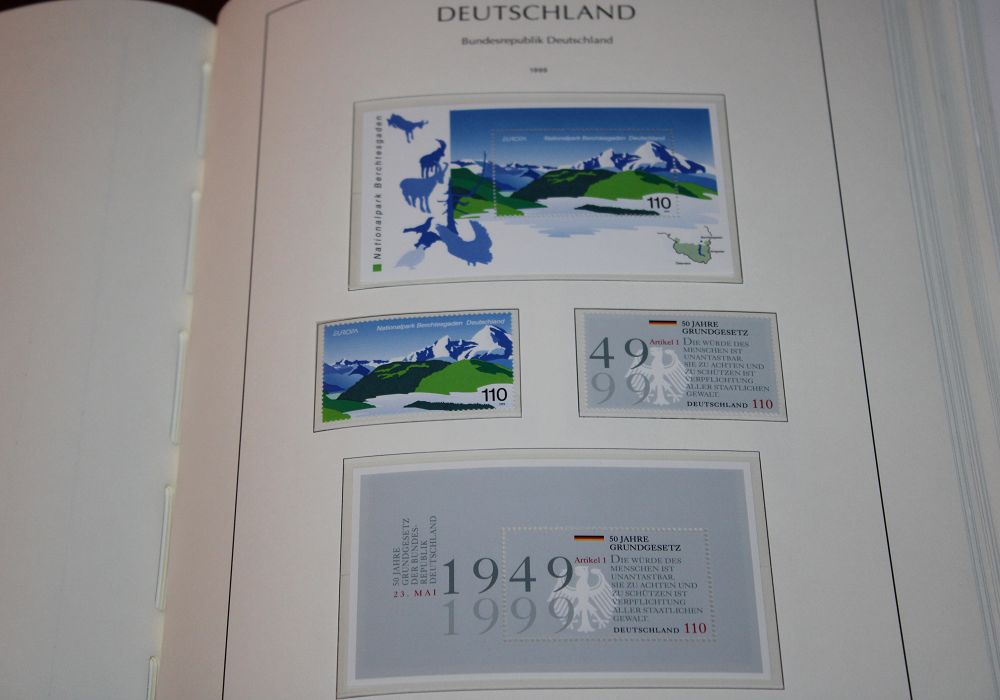 DEUTSCHLAND
Bundesrepublik Deutschland
1999
Nationalpark Berchtesgaden
EUROPA Nationalpark Berchtesgaden Deutschland
110
EUROPA Nationalpark Berchtesgaden Deutschland
110
50 JAHRE
GRUNDGESETZ
Artikel 1
49
99
DIE WÜRDE DES
MENSCHEN IST
UNANTASTBAR.
SIE ZU ACHTEN UND
ZU SCHÜTZEN IST
VERPFLICHTUNG
ALLER STAATLICHEN
GEWALT.
DEUTSCHLAND 110
50 JAHRE
GRUNDGESETZ
DER BUNDES-
REPUBLIK
DEUTSCHLAND
23. MAI
1949
1999
50 JAHRE
GRUNDGESETZ
Artikel 1
DIE WÜRDE DES
MENSCHEN IST
UNANTASTBAR.
SIE ZU ACHTEN UND
ZU SCHÜTZEN IST
VERPFLICHTUNG
ALLER STAATLICHEN
GEWALT.
DEUTSCHLAND 110